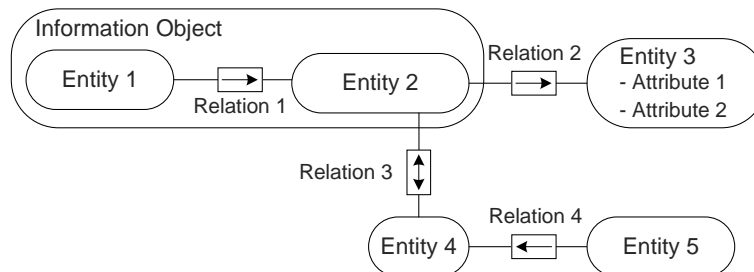 Information Object
Entity 1
Relation 1
Entity 2
Relation 2
Entity 3
- Attribute 1
- Attribute 2
Relation 3
Entity 4
Relation 4
Entity 5